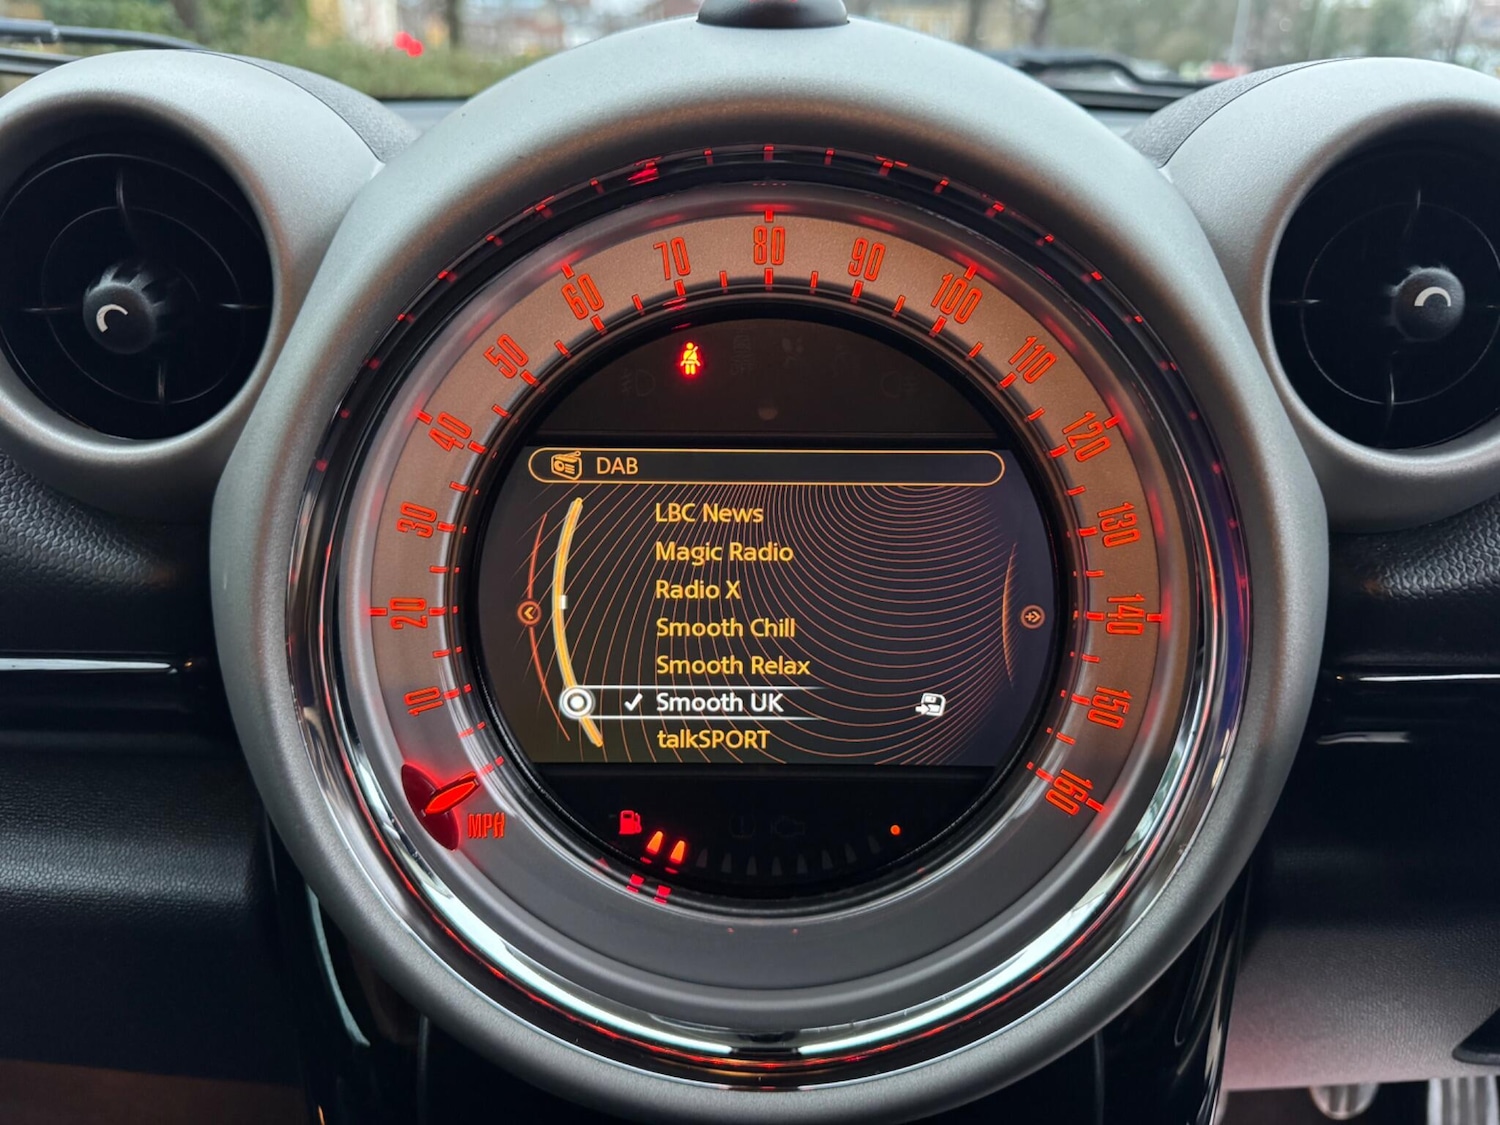 10
20
30
40
50
60
70
80
90
100
110
120
130
140
150
160
MPH
DAB
LBC News
Magic Radio
Radio X
Smooth Chill
Smooth Relax
Smooth UK
talkSPORT